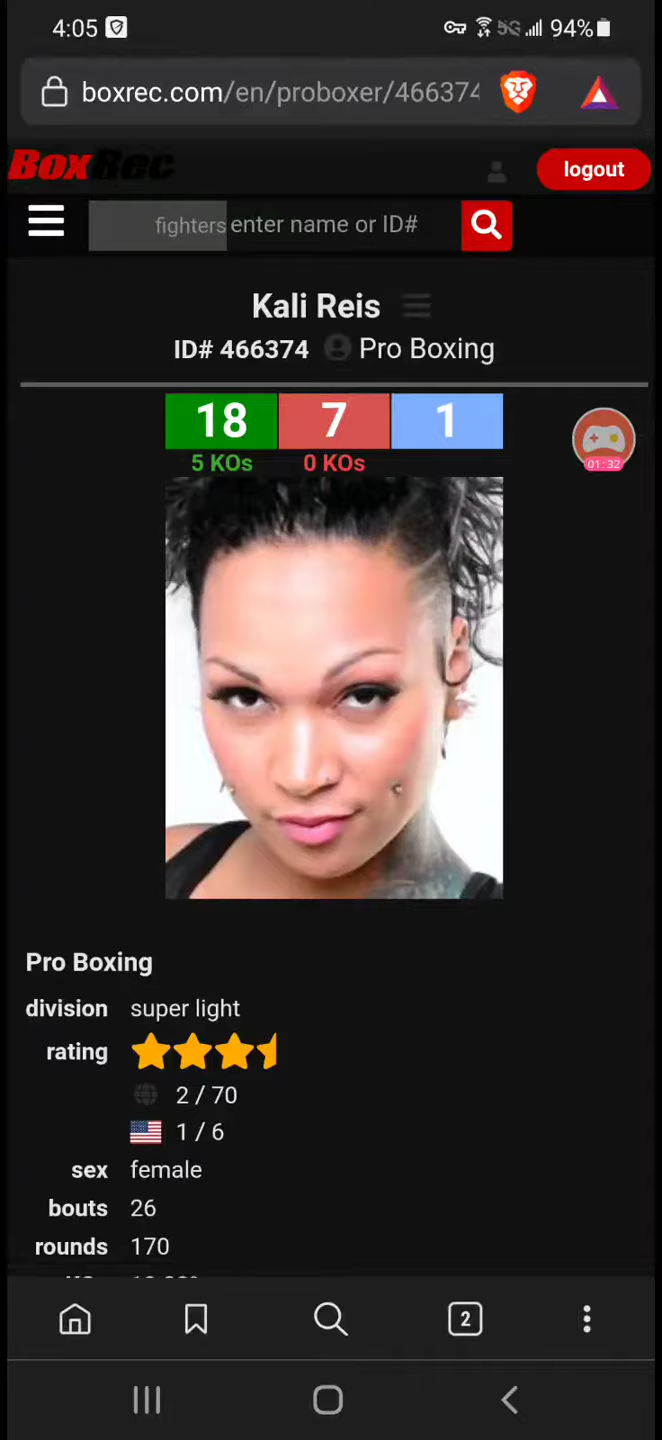 4:05 5G 94%
boxrec.com/en/proboxer/466374
BoxRec logout
fighters enter name or ID#
Kali Reis
ID# 466374 Pro Boxing
18 7 1
5 KOs 0 KOs
01:32
Pro Boxing
division super light
rating
2 / 70
1 / 6
sex female
bouts 26
rounds 170
2